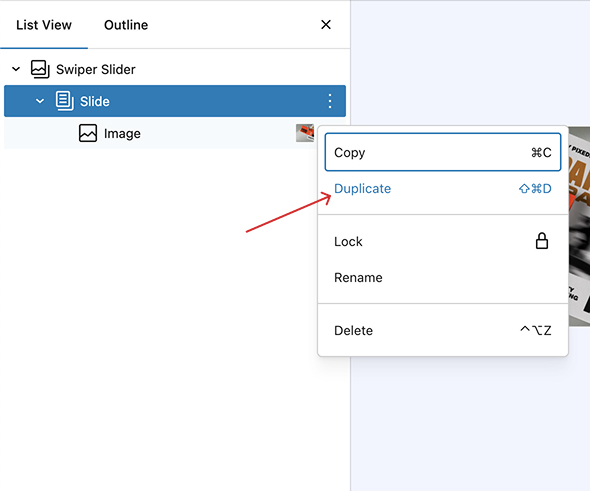 List View Outline
Swiper Slider
Slide
Image
Copy ⌘C
Duplicate ⇧⌘D
Lock
Rename
Delete ^⌥Z